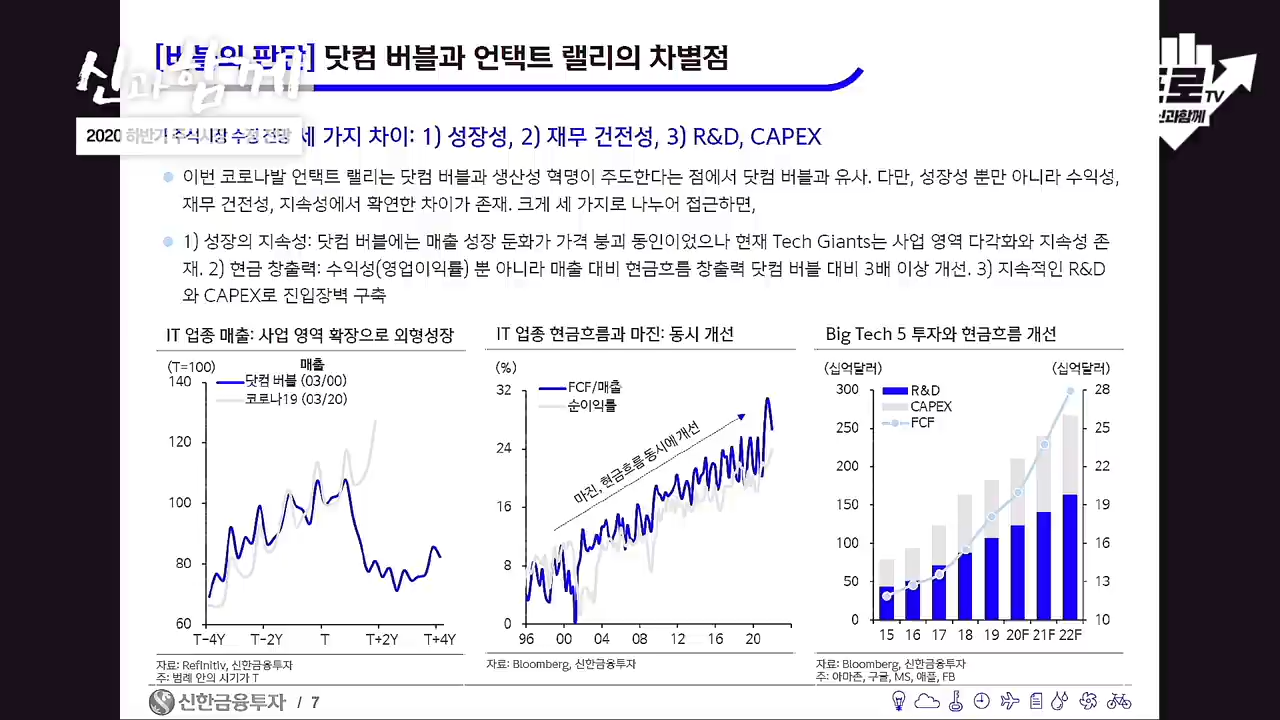 신과함께
[버블의 판단] 닷컴 버블과 언택트 랠리의 차별점
프로TV
신과함께
2020 하반기 주식시장 수정 전망
세 가지 차이: 1) 성장성, 2) 재무 건전성, 3) R&D, CAPEX
이번 코로나발 언택트 랠리는 닷컴 버블과 생산성 혁명이 주도한다는 점에서 닷컴 버블과 유사. 다만, 성장성 뿐만 아니라 수익성,
재무 건전성, 지속성에서 확연한 차이가 존재. 크게 세 가지로 나누어 접근하면,
1) 성장의 지속성: 닷컴 버블에는 매출 성장 둔화가 가격 붕괴 동인이었으나 현재 Tech Giants는 사업 영역 다각화와 지속성 존
재. 2) 현금 창출력: 수익성(영업이익률) 뿐 아니라 매출 대비 현금흐름 창출력 닷컴 버블 대비 3배 이상 개선. 3) 지속적인 R&D
와 CAPEX로 진입장벽 구축
IT 업종 매출: 사업 영역 확장으로 외형성장
(T=100)
매출
닷컴 버블 (03/00)
코로나19 (03/20)
140
120
100
80
60
T-4Y T-2Y T T+2Y T+4Y
자료: Refinitiv, 신한금융투자
주: 범례 안의 시기가 T
IT 업종 현금흐름과 마진: 동시 개선
(%)
FCF/매출
순이익률
마진, 현금흐름 동시에 개선
32
24
16
8
0
96 00 04 08 12 16 20
자료: Bloomberg, 신한금융투자
Big Tech 5 투자와 현금흐름 개선
(십억달러) (십억달러)
R&D
CAPEX
FCF
300
250
200
150
100
50
0
28
25
22
19
16
13
10
15 16 17 18 19 20F 21F 22F
자료: Bloomberg, 신한금융투자
주: 아마존, 구글, MS, 애플, FB
신한금융투자 / 7